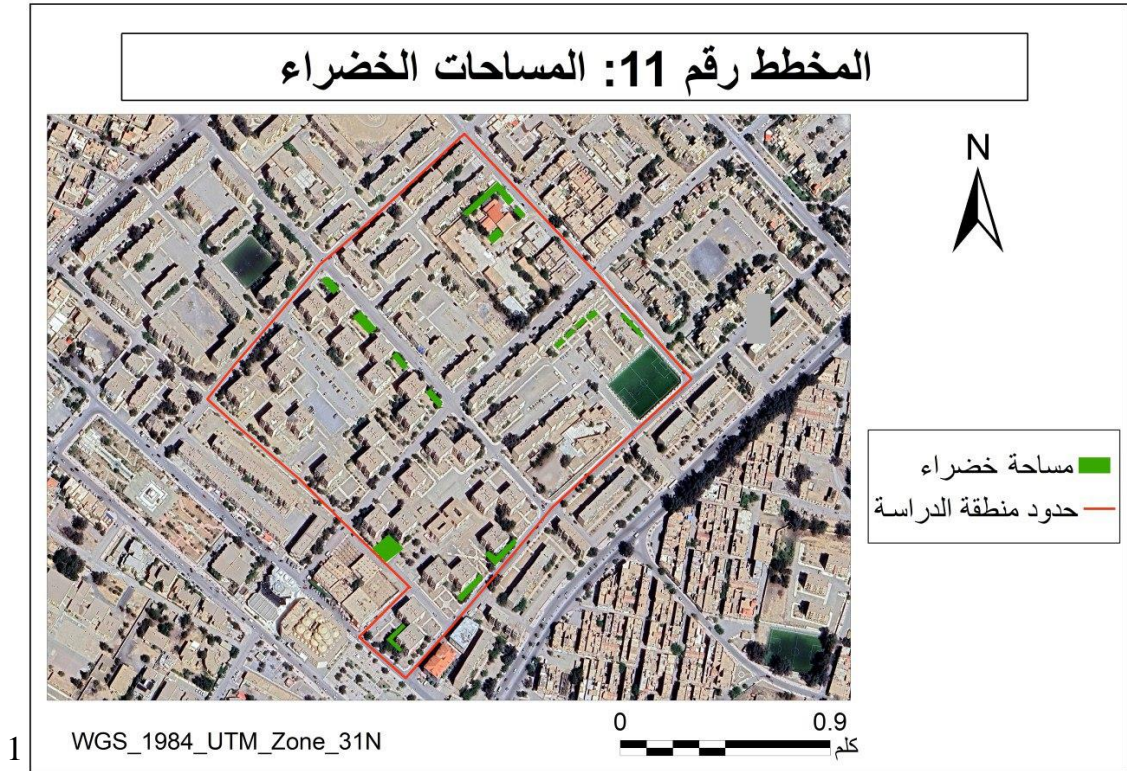 المخطط رقم 11: المساحات الخضراء
N
مساحة خضراء
حدود منطقة الدراسة
0 0.9
كلم
WGS_1984_UTM_Zone_31N
1